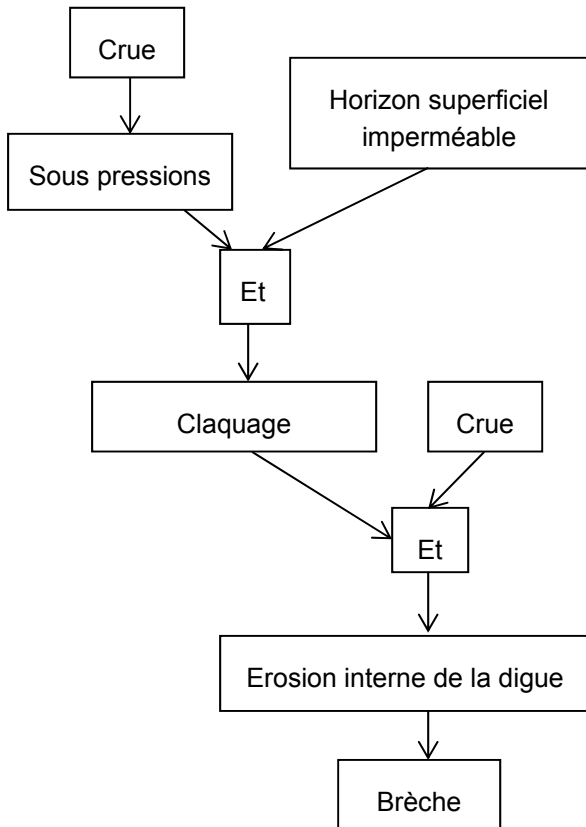 Crue
Horizon superficiel
imperméable
Sous pressions
Et
Claquage
Crue
Et
Erosion interne de la digue
Brèche